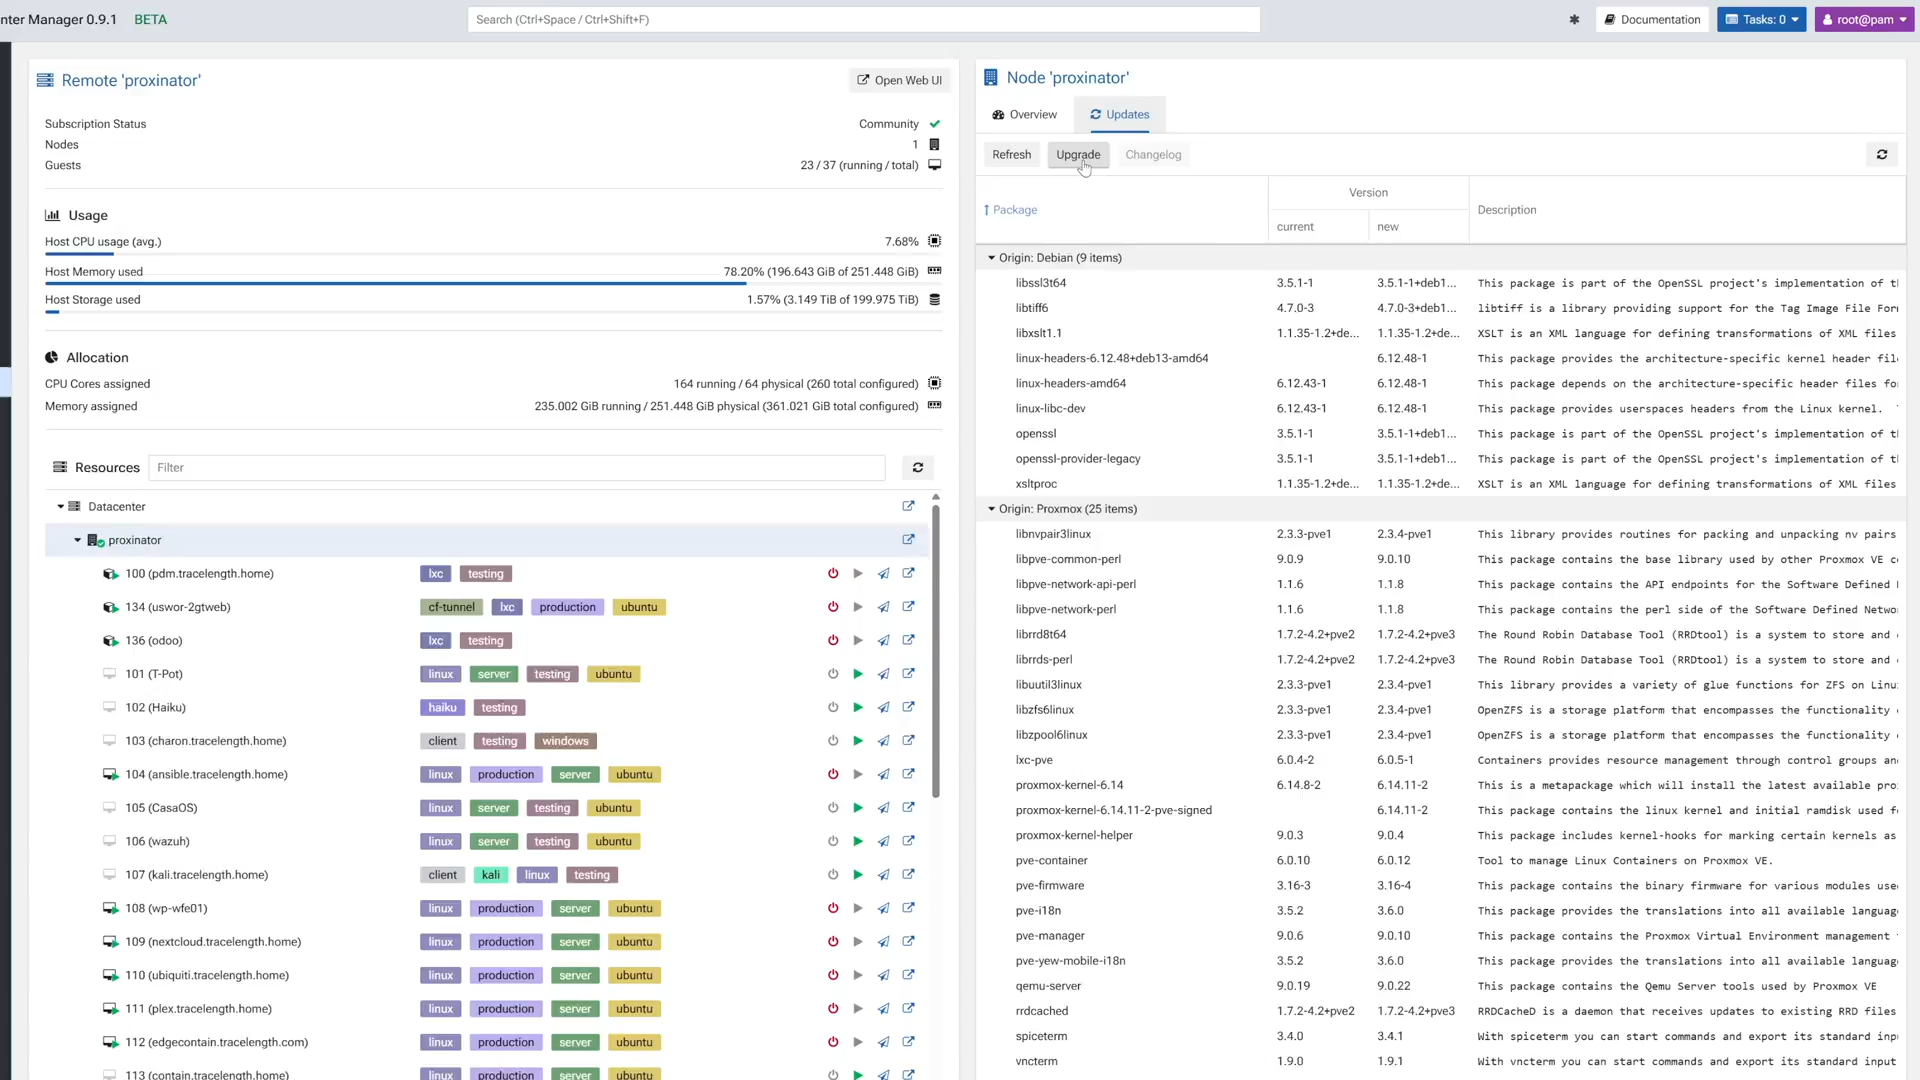 nter Manager 0.9.1 BETA
Search (Ctrl+Space / Ctrl+Shift+F)
Documentation
Tasks: 0
root@pam
Remote 'proxinator'
Open Web UI
Subscription Status Community
Nodes 1
Guests 23 / 37 (running / total)
Usage
Host CPU usage (avg.) 7.68%
Host Memory used 78.20% (196.643 GiB of 251.448 GiB)
Host Storage used 1.57% (3.149 TiB of 199.975 TiB)
Allocation
CPU Cores assigned 164 running / 64 physical (260 total configured)
Memory assigned 235.002 GiB running / 251.448 GiB physical (361.021 GiB total configured)
Resources Filter
Datacenter
proxinator
100 (pdm.tracelength.home) lxc testing
134 (uswor-2gtweb) cf-tunnel lxc production ubuntu
136 (odoo) lxc testing
101 (T-Pot) linux server testing ubuntu
102 (Haiku) haiku testing
103 (charon.tracelength.home) client testing windows
104 (ansible.tracelength.home) linux production server ubuntu
105 (CasaOS) linux server testing ubuntu
106 (wazuh) linux server testing ubuntu
107 (kali.tracelength.home) client kali linux testing
108 (wp-wfe01) linux production server ubuntu
109 (nextcloud.tracelength.home) linux production server ubuntu
110 (ubiquiti.tracelength.home) linux production server ubuntu
111 (plex.tracelength.home) linux production server ubuntu
112 (edgecontain.tracelength.com) linux production server ubuntu
113 (contain.tracelength.home) linux production server ubuntu
Node 'proxinator'
Overview Updates
Refresh Upgrade Changelog
Package Version Description
current new
Origin: Debian (9 items)
libssl3t64 3.5.1-1 3.5.1-1+deb1... This package is part of the OpenSSL project's implementation of t
libtiff6 4.7.0-3 4.7.0-3+deb1... libtiff is a library providing support for the Tag Image File For
libxslt1.1 1.1.35-1.2+de... 1.1.35-1.2+de... XSLT is an XML language for defining transformations of XML files
linux-headers-6.12.48+deb13-amd64 6.12.48-1 This package provides the architecture-specific kernel header fil
linux-headers-amd64 6.12.43-1 6.12.48-1 This package depends on the architecture-specific header files fo
linux-libc-dev 6.12.43-1 6.12.48-1 This package provides userspaces headers from the Linux kernel.
openssl 3.5.1-1 3.5.1-1+deb1... This package is part of the OpenSSL project's implementation of t
openssl-provider-legacy 3.5.1-1 3.5.1-1+deb1... This package is part of the OpenSSL project's implementation of t
xsltproc 1.1.35-1.2+de... 1.1.35-1.2+de... XSLT is an XML language for defining transformations of XML files
Origin: Proxmox (25 items)
libnvpair3linux 2.3.3-pve1 2.3.4-pve1 This library provides routines for packing and unpacking nv pairs
libpve-common-perl 9.0.9 9.0.10 This package contains the base library used by other Proxmox VE c
libpve-network-api-perl 1.1.6 1.1.8 This package contains the API endpoints for the Software Defined
libpve-network-perl 1.1.6 1.1.8 This package contains the perl side of the Software Defined Netwo
librrd8t64 1.7.2-4.2+pve2 1.7.2-4.2+pve3 The Round Robin Database Tool (RRDtool) is a system to store and
librrds-perl 1.7.2-4.2+pve2 1.7.2-4.2+pve3 The Round Robin Database Tool (RRDtool) is a system to store and
libuutil3linux 2.3.3-pve1 2.3.4-pve1 This library provides a variety of glue functions for ZFS on Linu
libzfs6linux 2.3.3-pve1 2.3.4-pve1 OpenZFS is a storage platform that encompasses the functionality
libzpool6linux 2.3.3-pve1 2.3.4-pve1 OpenZFS is a storage platform that encompasses the functionality
lxc-pve 6.0.4-2 6.0.5-1 Containers provides resource management through control groups an
proxmox-kernel-6.14 6.14.8-2 6.14.11-2 This is a metapackage which will install the latest available pro
proxmox-kernel-6.14.11-2-pve-signed 6.14.11-2 This package contains the linux kernel and initial ramdisk used f
proxmox-kernel-helper 9.0.3 9.0.4 This package includes kernel-hooks for marking certain kernels as
pve-container 6.0.10 6.0.12 Tool to manage Linux Containers on Proxmox VE.
pve-firmware 3.16-3 3.16-4 This package contains the binary firmware for various modules use
pve-i18n 3.5.2 3.6.0 This package provides the translations into all available languag
pve-manager 9.0.6 9.0.10 This package contains the Proxmox Virtual Environment management
pve-yew-mobile-i18n 3.5.2 3.6.0 This package provides the translations into all available languag
qemu-server 9.0.19 9.0.22 This package contains the Qemu Server tools used by Proxmox VE
rrdcached 1.7.2-4.2+pve2 1.7.2-4.2+pve3 RRDCacheD is a daemon that receives updates to existing RRD files
spiceterm 3.4.0 3.4.1 With spiceterm you can start commands and export its standard inp
vncterm 1.9.0 1.9.1 With vncterm you can start commands and export its standard input